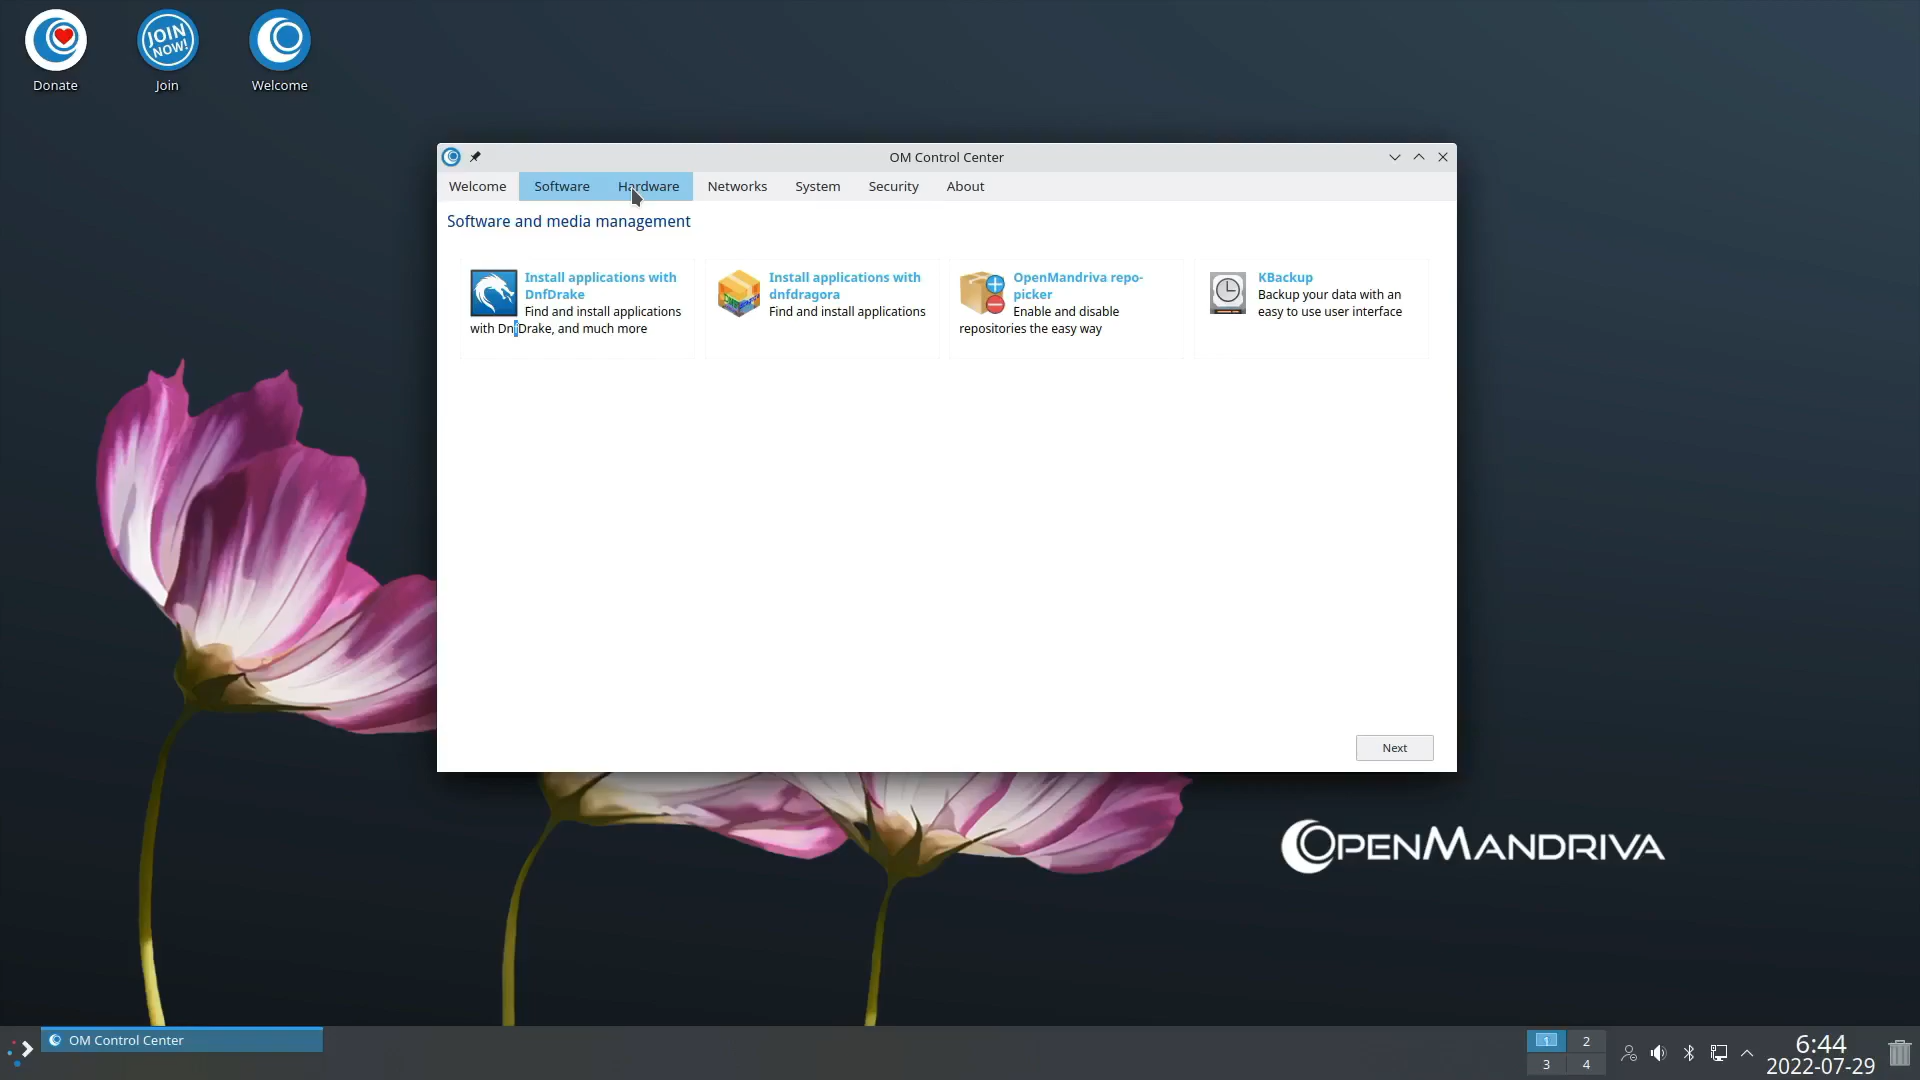 JOIN
NOW!
Donate
Join
Welcome
OM Control Center
Welcome
Software
Hardware
Networks
System
Security
About
Software and media management
Install applications with
DnfDrake
Find and install applications
with DnfDrake, and much more
Install applications with
dnfdragora
Find and install applications
OpenMandriva repo-
picker
Enable and disable
repositories the easy way
KBackup
Backup your data with an
easy to use user interface
Next
OPENMANDRIVA
OM Control Center
1
2
3
4
6:44
2022-07-29